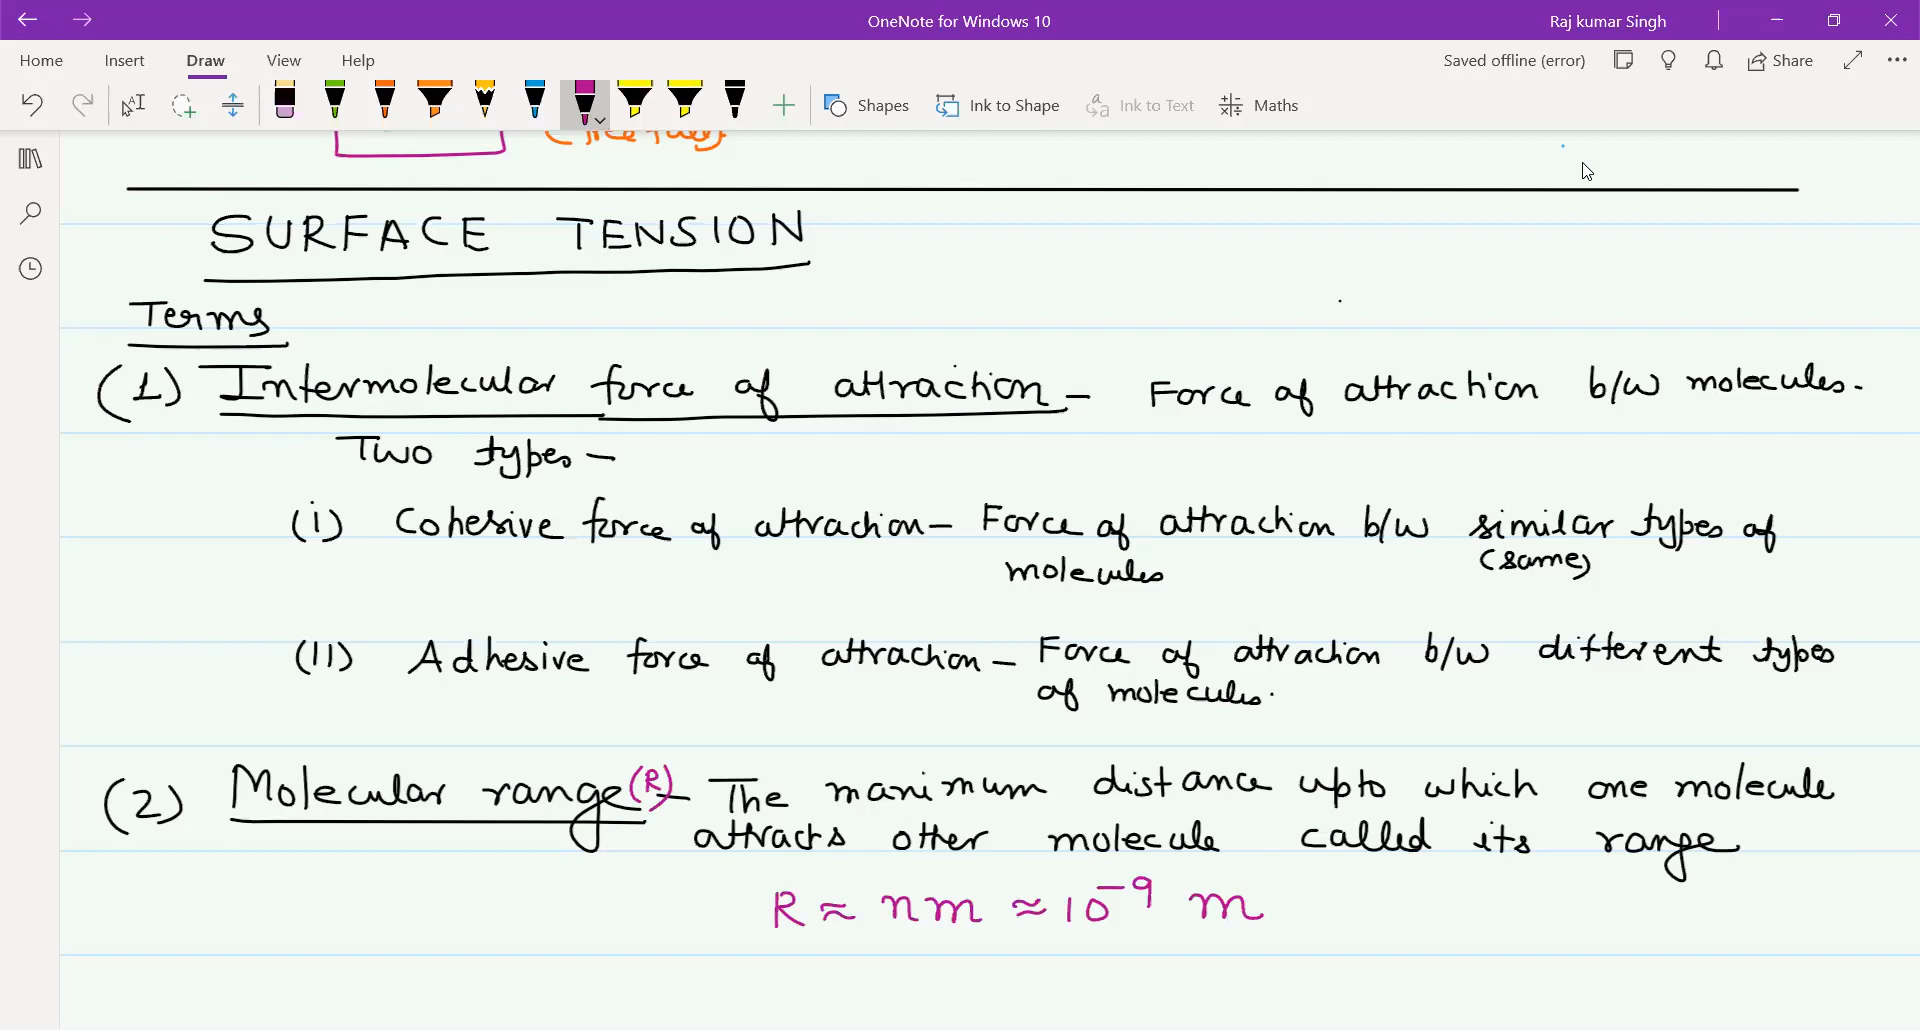 OneNote for Windows 10
Raj kumar Singh
Home Insert Draw View Help
Saved offline (error) Share
Shapes Ink to Shape Ink to Text Maths
SURFACE TENSION
Terms
(1) Intermolecular force of attraction - Force of attraction b/w molecules.
Two types -
(i) Cohesive force of attraction - Force of attraction b/w similar types of
(same)
molecules
(II) Adhesive force of attraction - Force of attraction b/w different types
of molecules.
(2) Molecular range (R) - The maximum distance upto which one molecule
attracts other molecule called its range
R ≈ nm ≈ 10⁻⁹ m